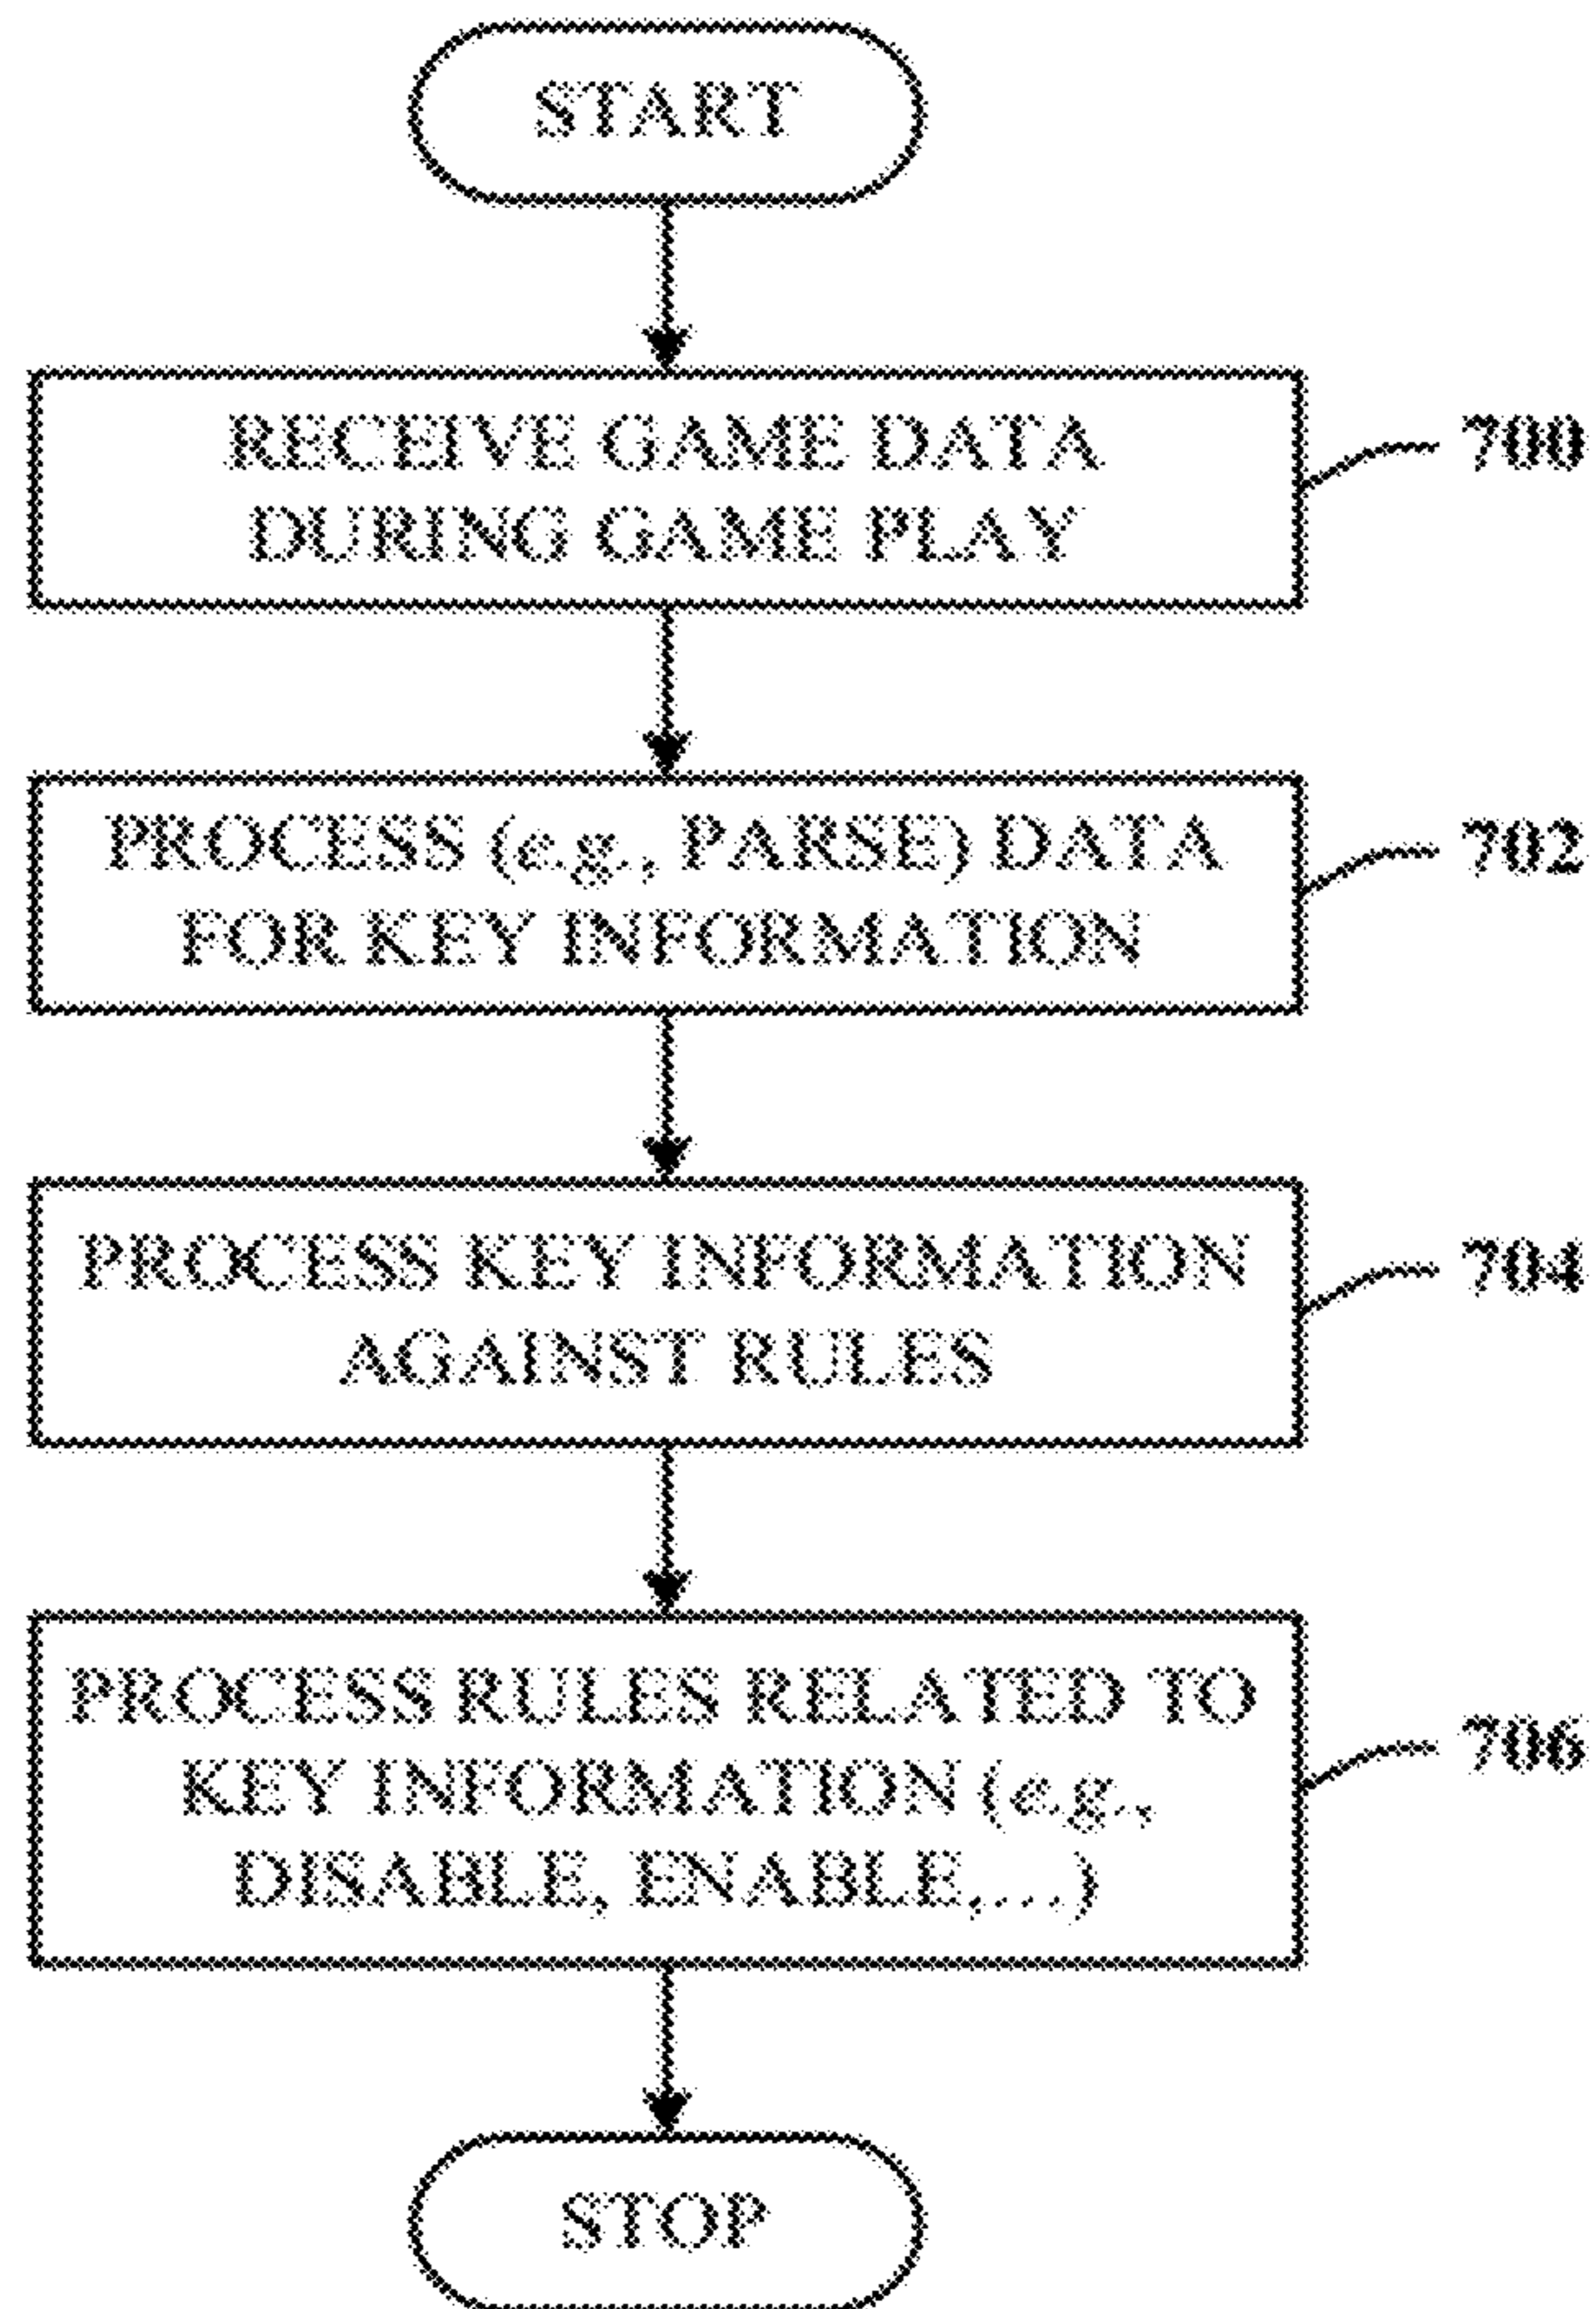 START
RECEIVE GAME DATA
DURING GAME PLAY
700
PROCESS (e.g., PARSE) DATA
FOR KEY INFORMATION
702
PROCESS KEY INFORMATION
AGAINST RULES
704
PROCESS RULES RELATED TO
KEY INFORMATION (e.g.,
DISABLE, ENABLE,...)
706
STOP